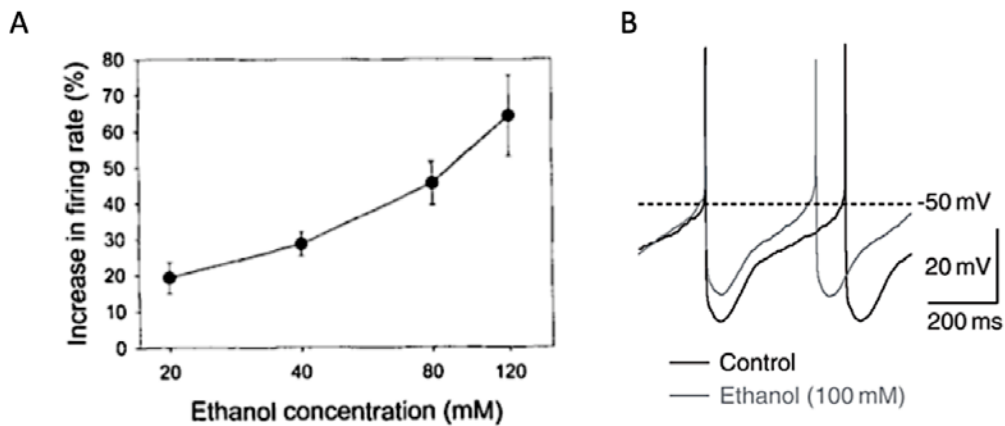 A
Increase in firing rate (%)
80
70
60
50
40
30
20
10
0
20 40 80 120
Ethanol concentration (mM)
B
-50 mV
20 mV
200 ms
Control
Ethanol (100 mM)